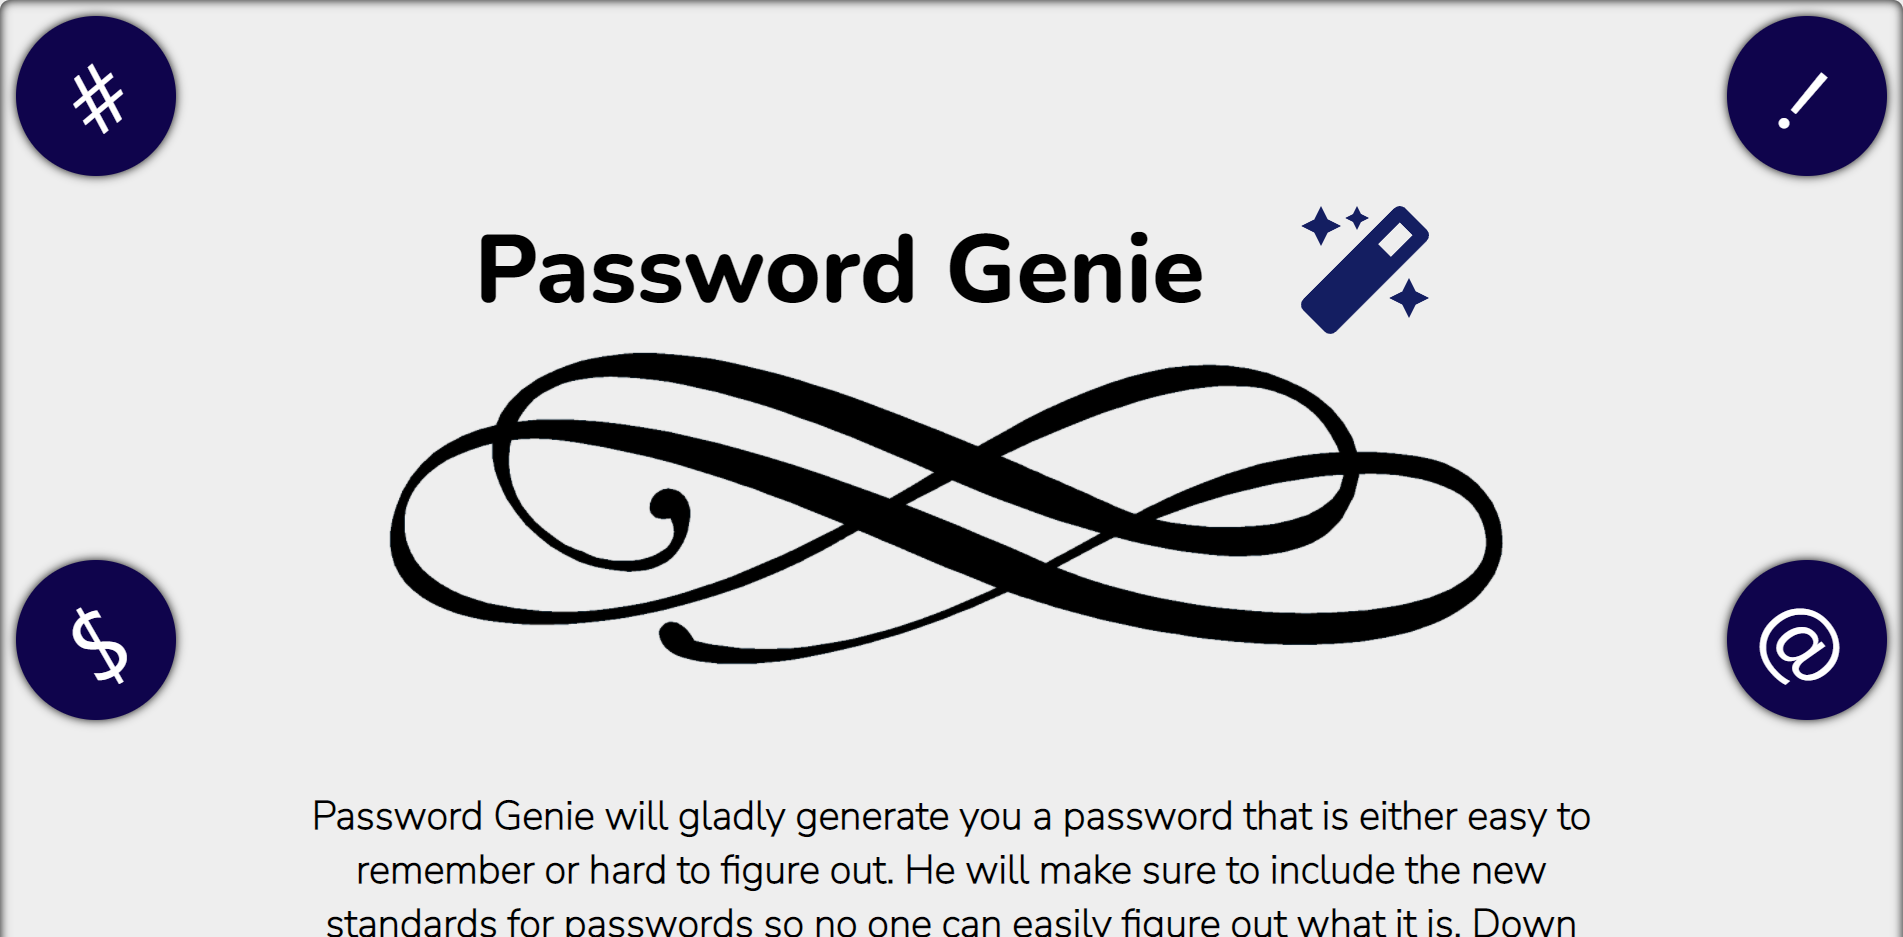 #
!
Password Genie
$
@
Password Genie will gladly generate you a password that is either easy to
remember or hard to figure out. He will make sure to include the new
standards for passwords so no one can easily figure out what it is. Down